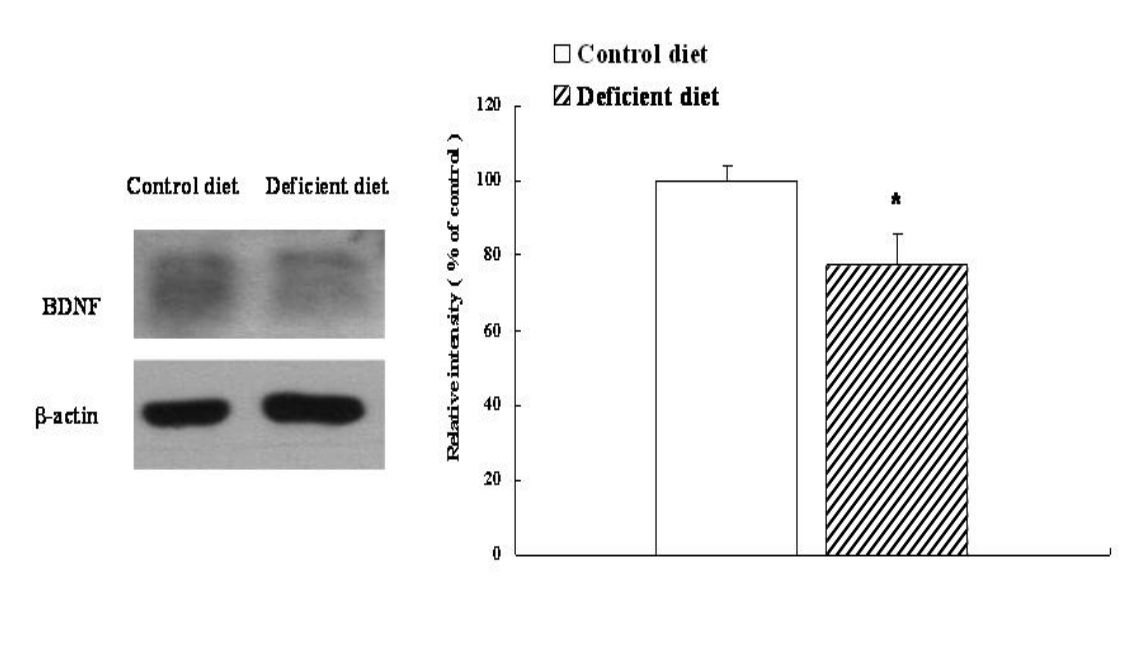 Control diet
Deficient diet
Control diet Deficient diet
BDNF
β-actin
Relative intensity ( % of control )
120
100
80
60
40
20
0
*